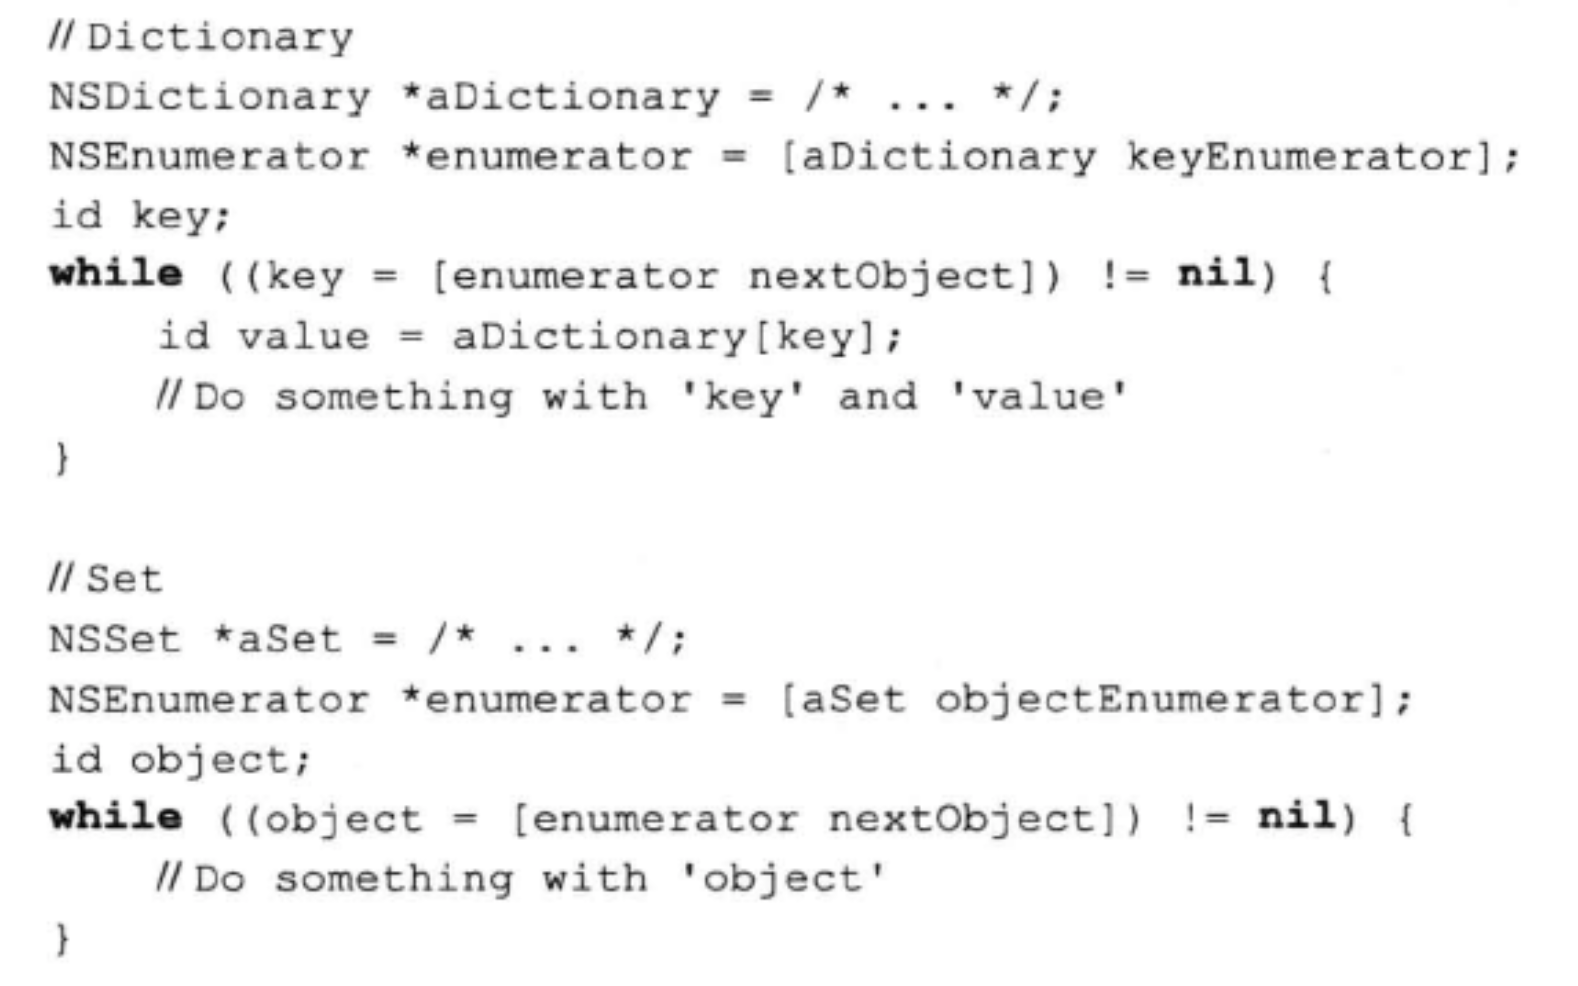 // Dictionary
NSDictionary *aDictionary = /* ... */;
NSEnumerator *enumerator = [aDictionary keyEnumerator];
id key;
while ((key = [enumerator nextObject]) != nil) {
    id value = aDictionary[key];
    // Do something with 'key' and 'value'
}

// Set
NSSet *aSet = /* ... */;
NSEnumerator *enumerator = [aSet objectEnumerator];
id object;
while ((object = [enumerator nextObject]) != nil) {
    // Do something with 'object'
}